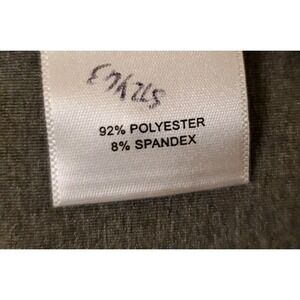 92% POLYESTER
8% SPANDEX